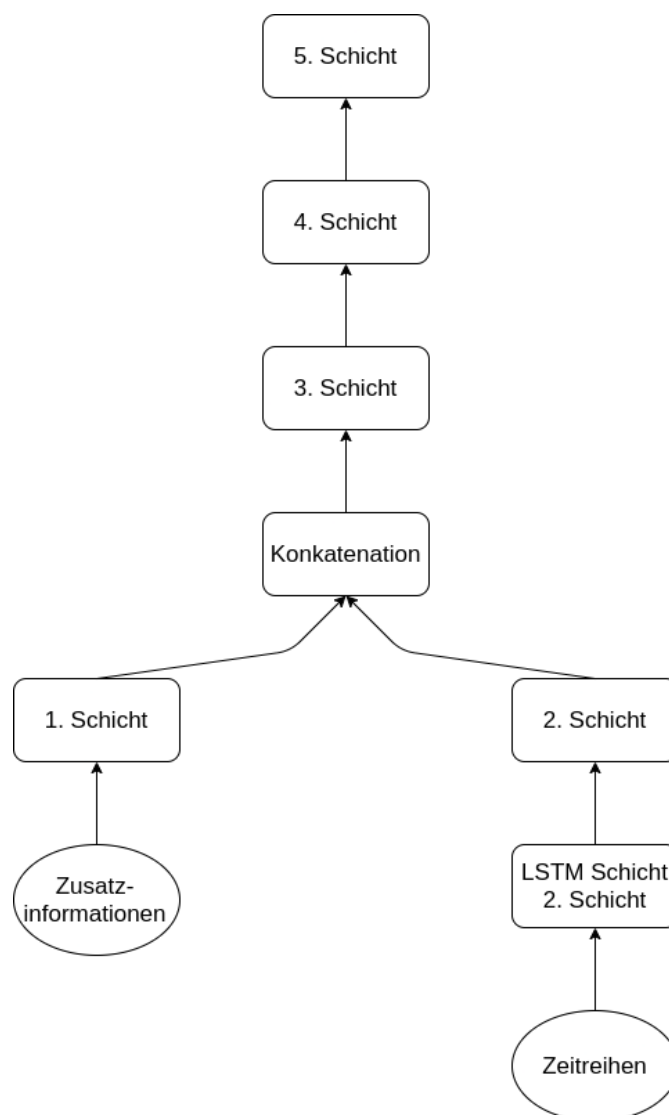 5. Schicht
4. Schicht
3. Schicht
Konkatenation
1. Schicht
2. Schicht
Zusatz-
informationen
LSTM Schicht
2. Schicht
Zeitreihen